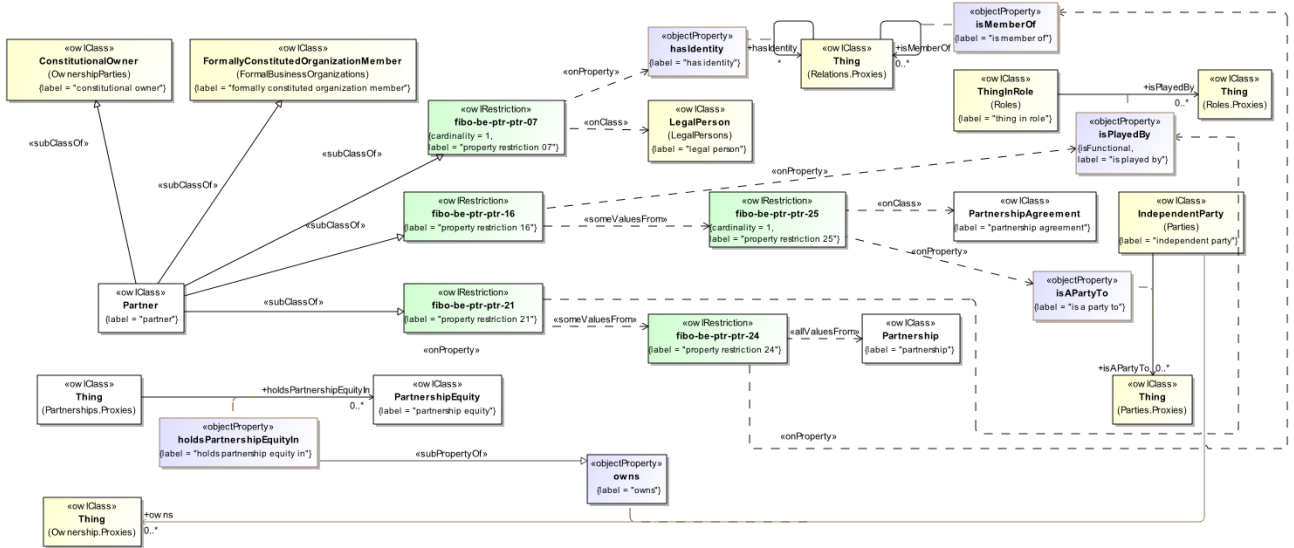 «owlClass»
ConstitutionalOwner
(OwnershipParties)
{label = "constitutional owner"}
«owlClass»
FormallyConstitutedOrganizationMember
(FormalBusinessOrganizations)
{label = "formally constituted organization member"}
«objectProperty»
hasIdentity
{label = "has identity"}
+hasIdentity
*
«owlClass»
Thing
(Relations.Proxies)
+isMemberOf
0..*
«objectProperty»
isMemberOf
{label = "is member of"}
«onProperty»
«owlClass»
ThingInRole
(Roles)
{label = "thing in role"}
+isPlayedBy
0..*
«owlClass»
Thing
(Roles.Proxies)
«owlRestriction»
fibo-be-ptr-ptr-07
{cardinality = 1,
label = "property restriction 07"}
«onClass»
«owlClass»
LegalPerson
(LegalPersons)
{label = "legal person"}
«objectProperty»
isPlayedBy
{isFunctional,
label = "is played by"}
«subClassOf»
«subClassOf»
«subClassOf»
«onProperty»
«owlRestriction»
fibo-be-ptr-ptr-16
{label = "property restriction 16"}
«subClassOf»
«someValuesFrom»
«owlRestriction»
fibo-be-ptr-ptr-25
{cardinality = 1,
label = "property restriction 25"}
«onClass»
«owlClass»
PartnershipAgreement
{label = "partnership agreement"}
«owlClass»
IndependentParty
(Parties)
{label = "independent party"}
«onProperty»
«objectProperty»
isAPartyTo
{label = "is a party to"}
«owlClass»
Partner
{label = "partner"}
«subClassOf»
«owlRestriction»
fibo-be-ptr-ptr-21
{label = "property restriction 21"}
«someValuesFrom»
«owlRestriction»
fibo-be-ptr-ptr-24
{label = "property restriction 24"}
«allValuesFrom»
«owlClass»
Partnership
{label = "partnership"}
«onProperty»
+isAPartyTo
0..*
«owlClass»
Thing
(Parties.Proxies)
«owlClass»
Thing
(Partnerships.Proxies)
+holdsPartnershipEquityIn
0..*
«owlClass»
PartnershipEquity
{label = "partnership equity"}
«objectProperty»
holdsPartnershipEquityIn
{label = "holds partnership equity in"}
«onProperty»
«subPropertyOf»
«objectProperty»
owns
{label = "owns"}
«owlClass»
Thing
(Ownership.Proxies)
+owns
0..*